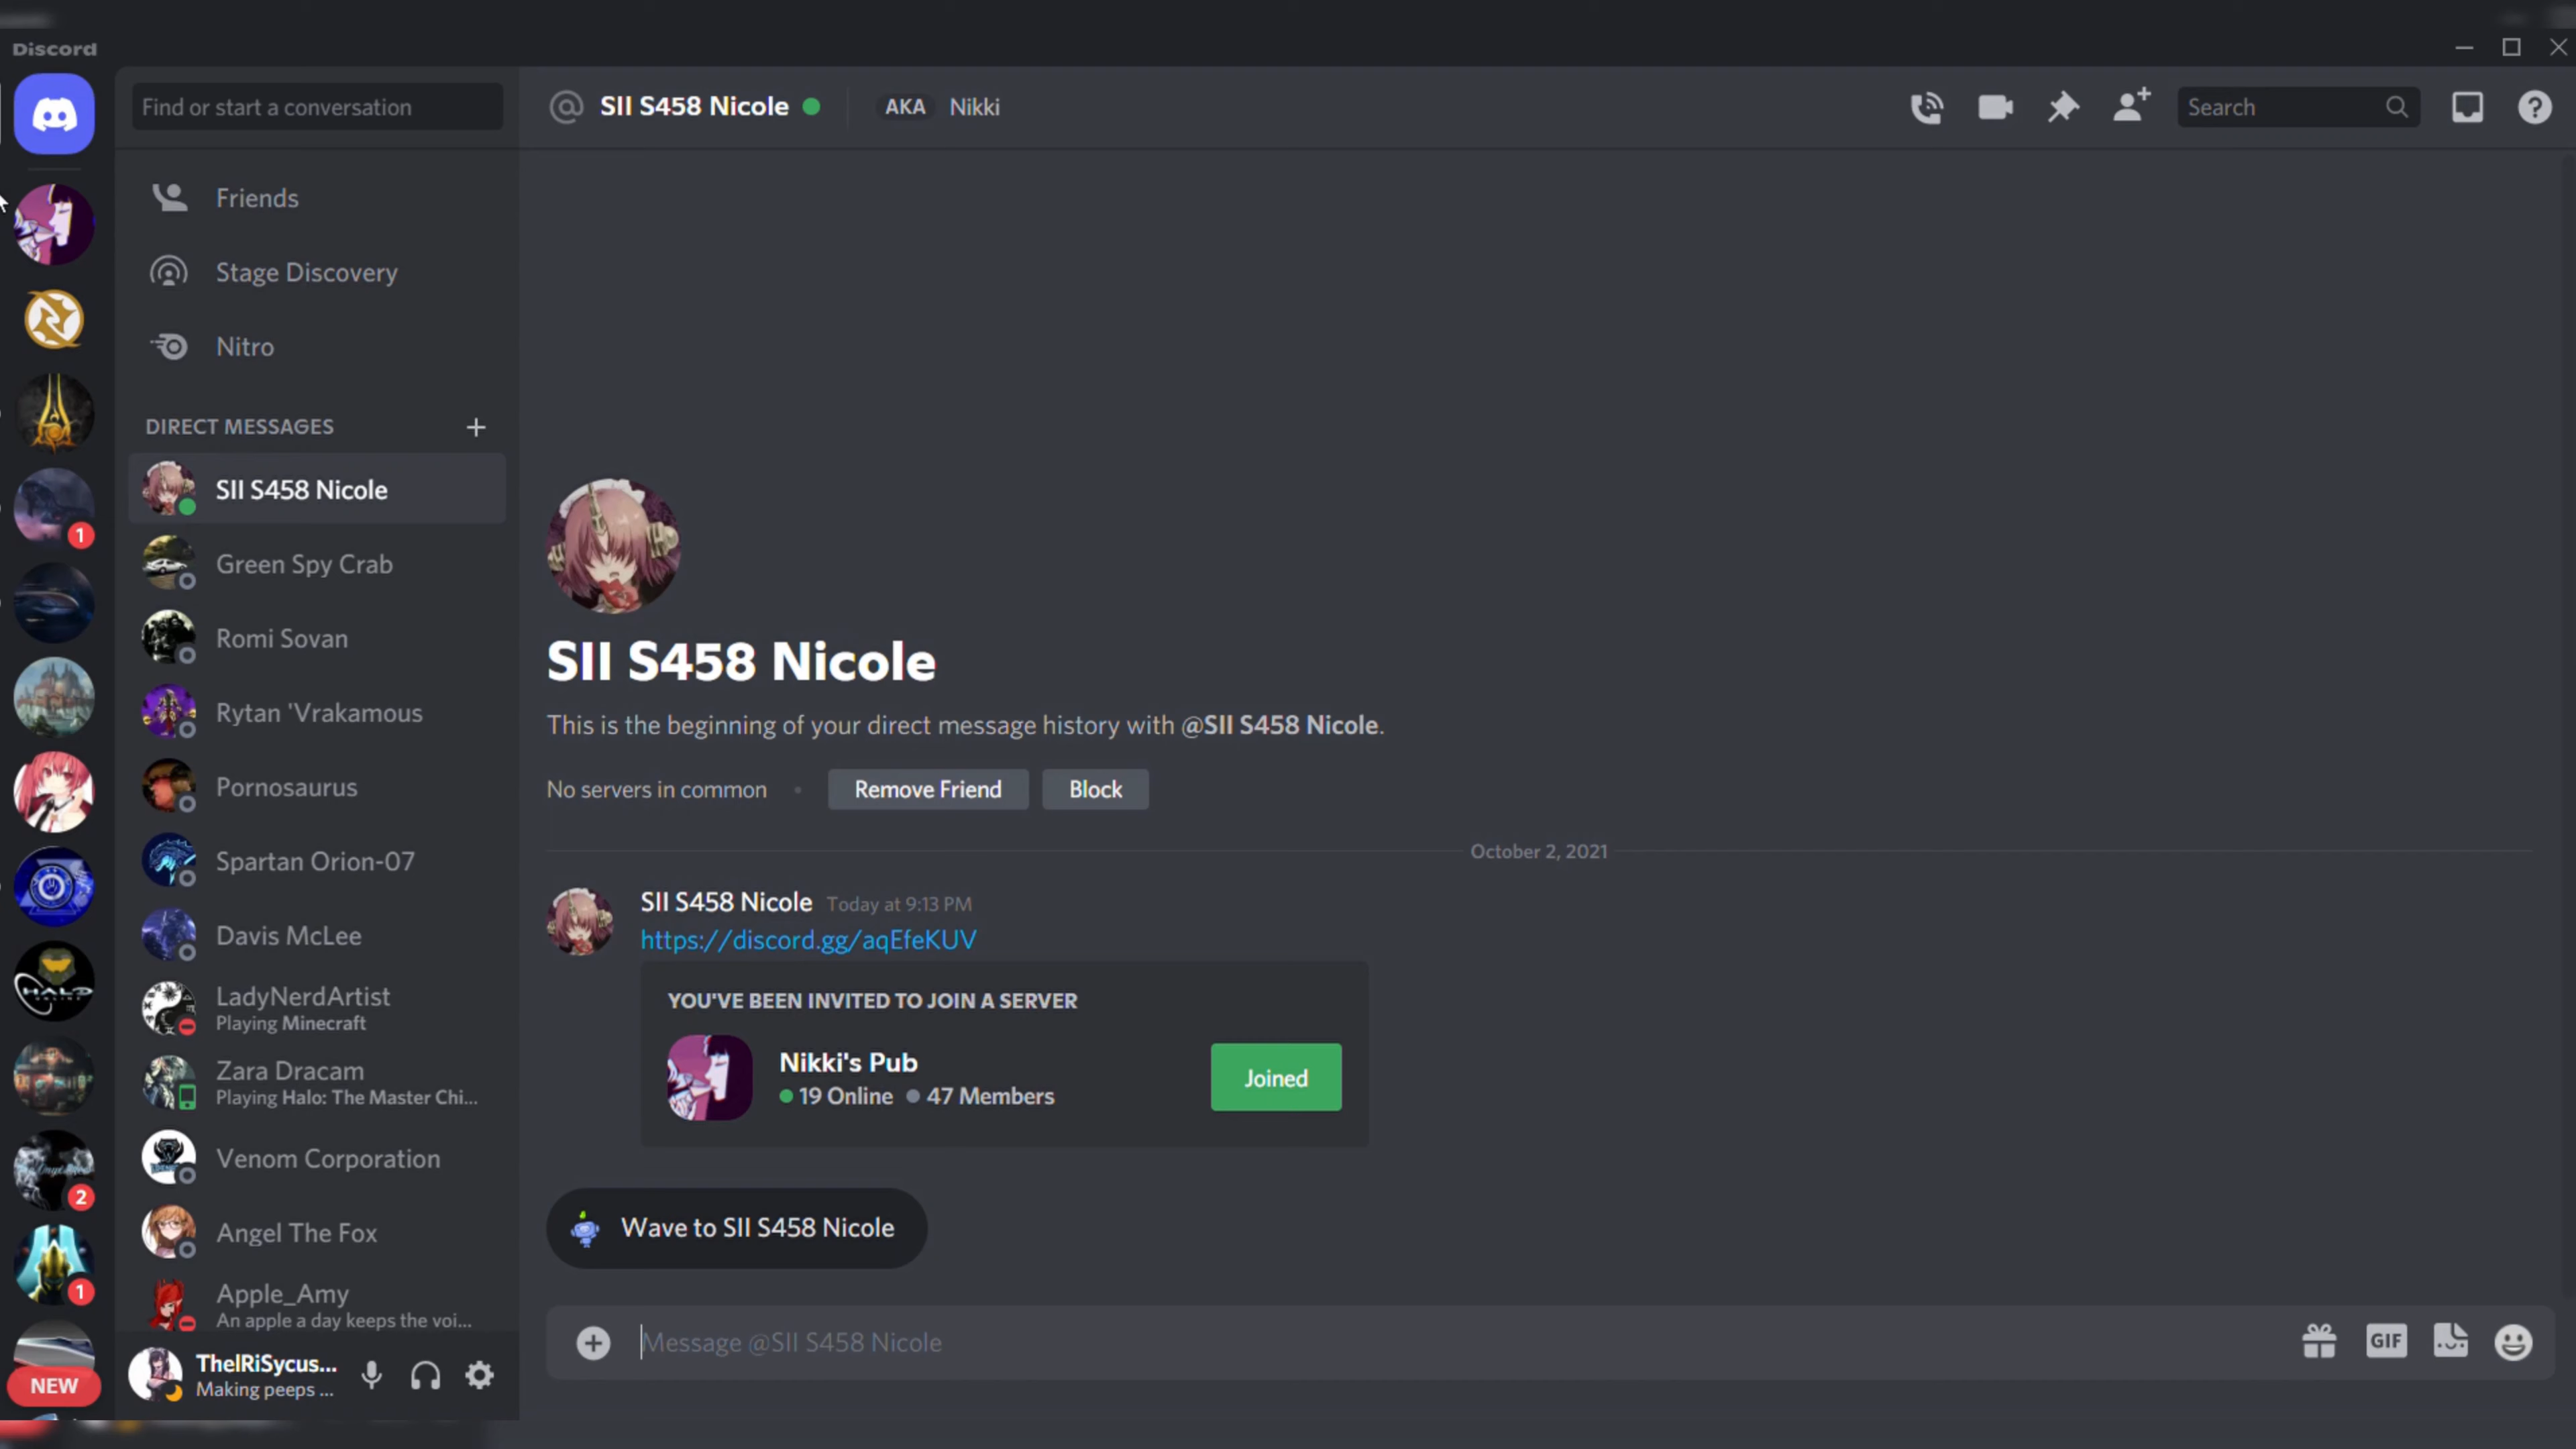 Discord
Find or start a conversation
Friends
Stage Discovery
Nitro
DIRECT MESSAGES
SII S458 Nicole
Green Spy Crab
Romi Sovan
Rytan 'Vrakamous
Pornosaurus
Spartan Orion-07
Davis McLee
LadyNerdArtist
Playing Minecraft
Zara Dracam
Playing Halo: The Master Chi...
Venom Corporation
Angel The Fox
Apple_Amy
An apple a day keeps the voi...
1
HALO
2
1
NEW
TheIRiSycus...
Making peeps ...
SII S458 Nicole
AKA Nikki
Search
SII S458 Nicole
This is the beginning of your direct message history with @SII S458 Nicole.
No servers in common
Remove Friend
Block
October 2, 2021
SII S458 Nicole Today at 9:13 PM
https://discord.gg/aqEfeKUV
YOU'VE BEEN INVITED TO JOIN A SERVER
Nikki's Pub
19 Online 47 Members
Joined
Wave to SII S458 Nicole
Message @SII S458 Nicole
GIF